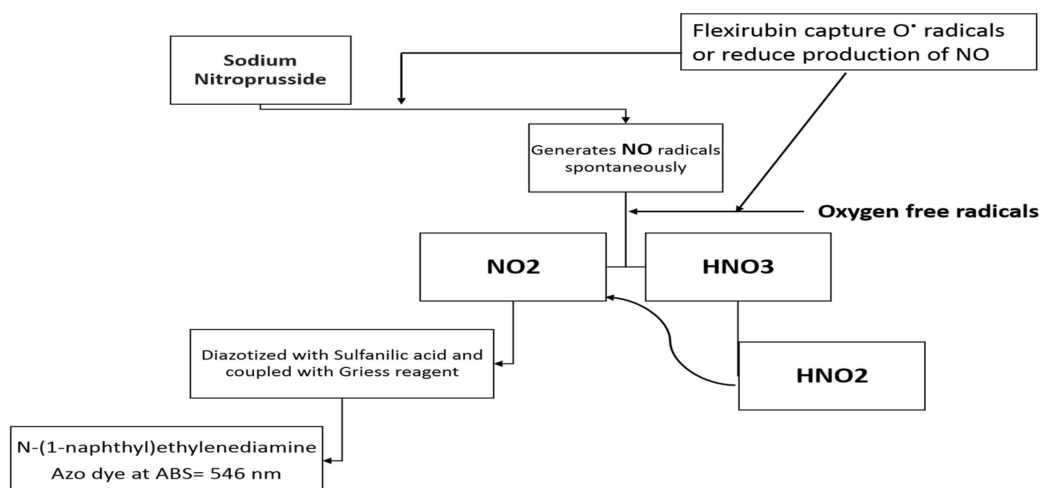 Flexirubin capture O• radicals
or reduce production of NO
Sodium
Nitroprusside
Generates NO radicals
spontaneously
Oxygen free radicals
NO2
HNO3
Diazotized with Sulfanilic acid and
coupled with Griess reagent
HNO2
N-(1-naphthyl)ethylenediamine
Azo dye at ABS= 546 nm